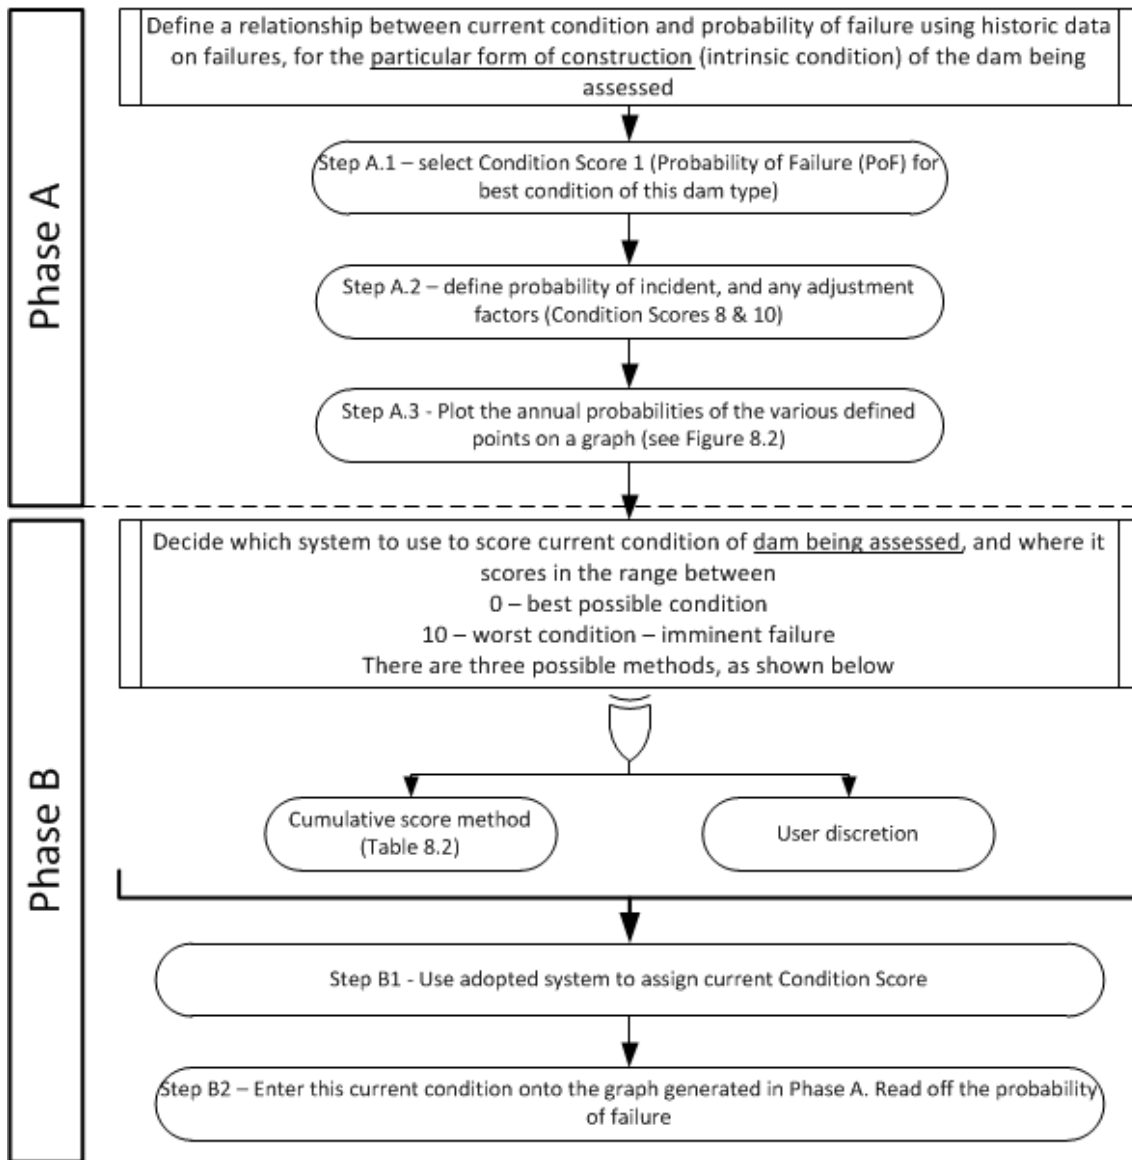 Phase A
Define a relationship between current condition and probability of failure using historic data
on failures, for the particular form of construction (intrinsic condition) of the dam being
assessed
Step A.1 – select Condition Score 1 (Probability of Failure (PoF) for
best condition of this dam type)
Step A.2 – define probability of incident, and any adjustment
factors (Condition Scores 8 & 10)
Step A.3 - Plot the annual probabilities of the various defined
points on a graph (see Figure 8.2)
Phase B
Decide which system to use to score current condition of dam being assessed, and where it
scores in the range between
0 – best possible condition
10 – worst condition – imminent failure
There are three possible methods, as shown below
Cumulative score method
(Table 8.2)
User discretion
Step B1 - Use adopted system to assign current Condition Score
Step B2 – Enter this current condition onto the graph generated in Phase A. Read off the probability
of failure